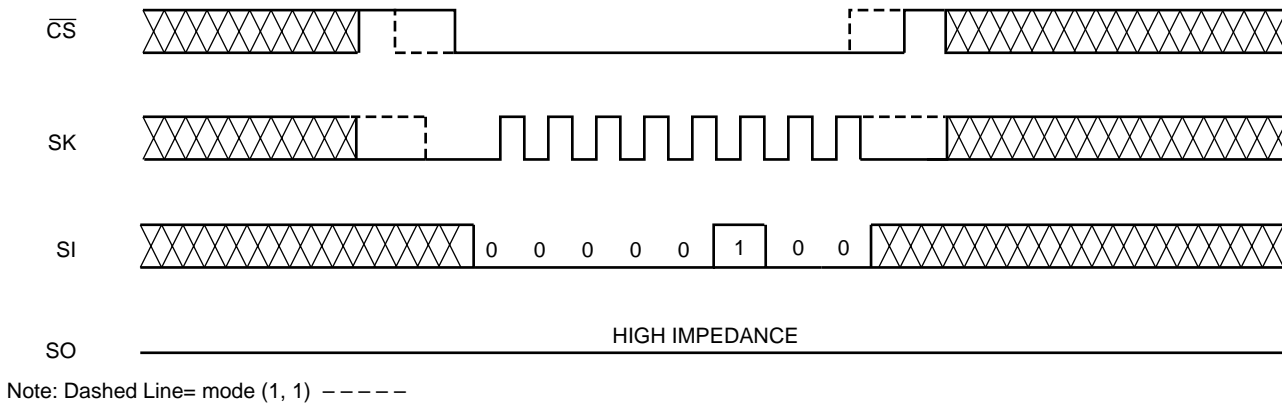 CS
SK
SI
0 0 0 0 0 1 0 0
SO
HIGH IMPEDANCE
Note: Dashed Line= mode (1, 1) – – – – –